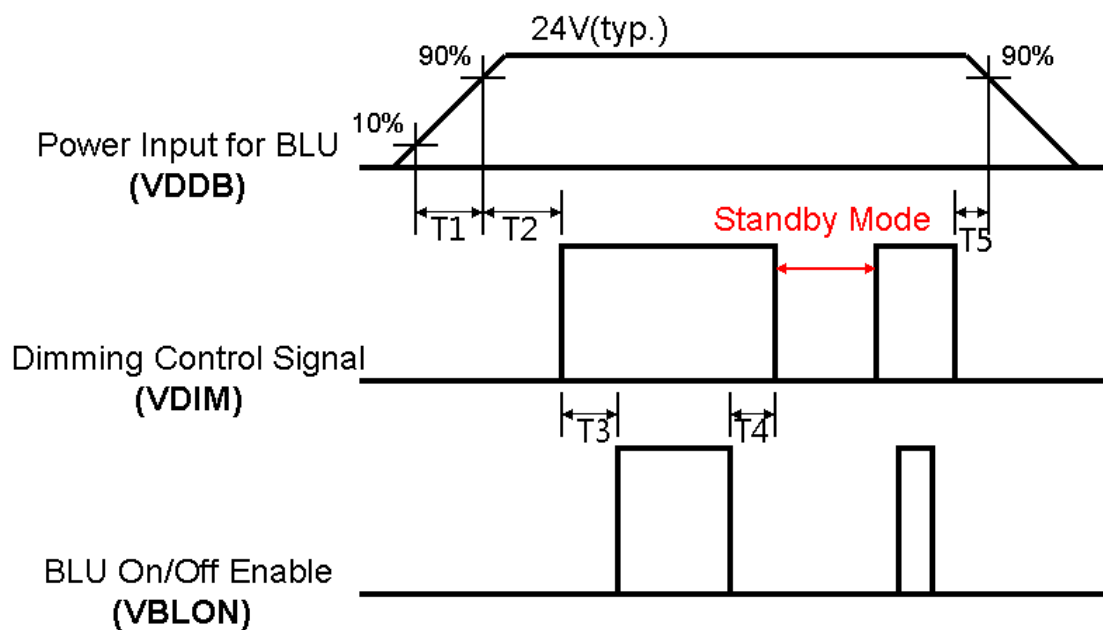 24V(typ.)
90%
90%
10%
Power Input for BLU
(VDDB)
T1
T2
Standby Mode
T5
Dimming Control Signal
(VDIM)
T3
T4
BLU On/Off Enable
(VBLON)